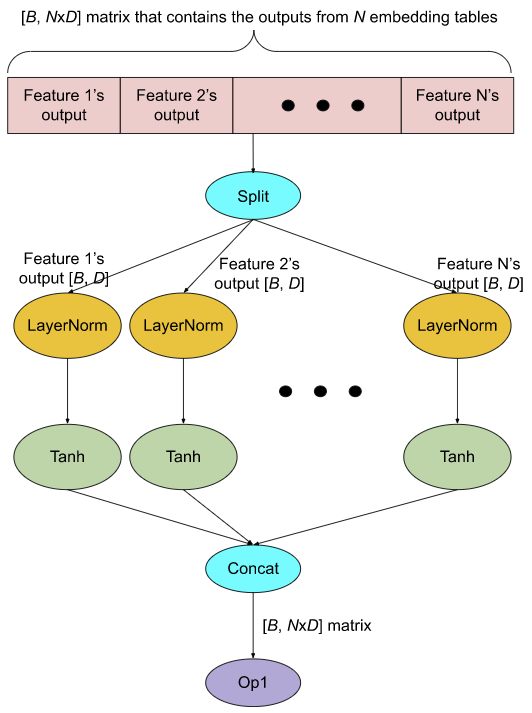 [B, NxD] matrix that contains the outputs from N embedding tables
Feature 1's
output
Feature 2's
output
Feature N's
output
Split
Feature 1's
output [B, D]
Feature 2's
output [B, D]
Feature N's
output [B, D]
LayerNorm
LayerNorm
LayerNorm
Tanh
Tanh
Tanh
Concat
[B, NxD] matrix
Op1